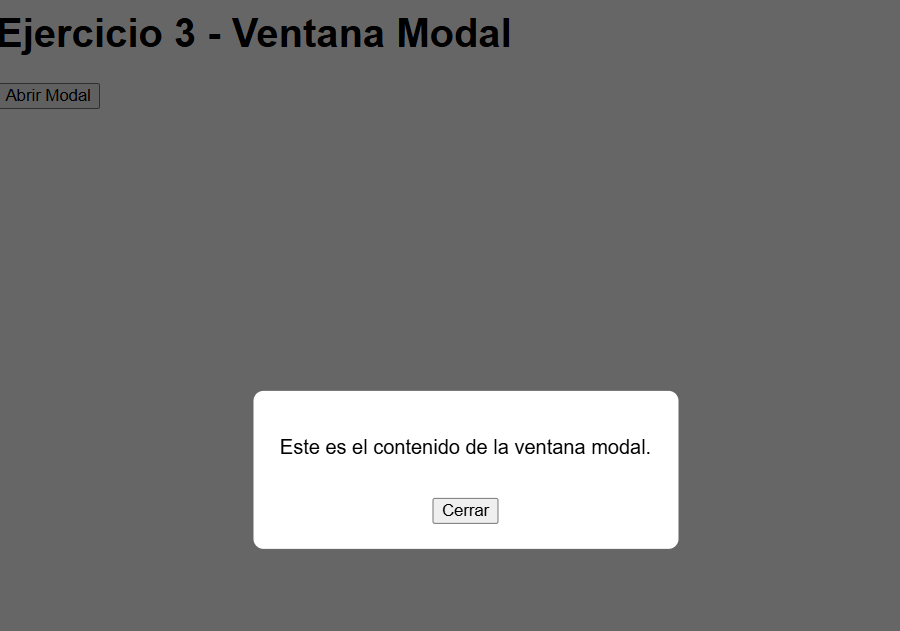 Ejercicio 3 - Ventana Modal
Abrir Modal
Este es el contenido de la ventana modal.
Cerrar